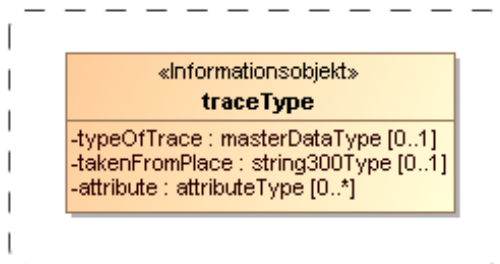 «Informationsobjekt»
traceType
-typeOfTrace : masterDataType [0..1]
-takenFromPlace : string300Type [0..1]
-attribute : attributeType [0..*]